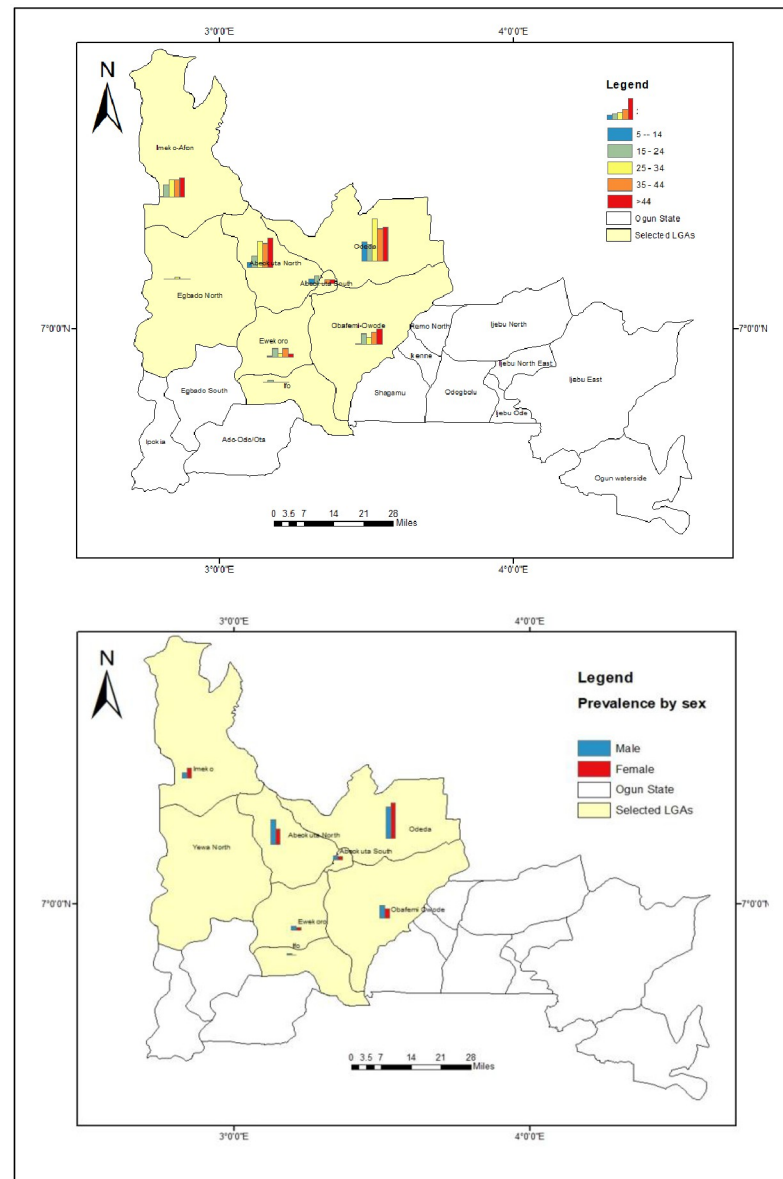 3°0'0"E 4°0'0"E
N
Legend
:
5 -- 14
15 - 24
25 - 34
35 - 44
>44
Ogun State
Selected LGAs
Imeko-Afon
Odeda
Abeokuta North
Abeokuta South
Egbado North
Obafemi-Owode
Remo North
Ijebu North
7°0'0"N 7°0'0"N
Ewekoro
Ikenne
Ijebu North East
Ijebu East
Ifo
Egbado South
Shagamu
Odogbolu
Ijebu Ode
Ipokia
Ado-Odo/Ota
Ogun waterside
0 3.5 7 14 21 28
Miles
3°0'0"E 4°0'0"E
3°0'0"E 4°0'0"E
N
Legend
Prevalence by sex
Male
Female
Ogun State
Selected LGAs
Imeko
Abeokuta North
Odeda
Yewa North
Abeokuta South
7°0'0"N 7°0'0"N
Obafemi Owode
Ewekoro
Ifo
0 3.5 7 14 21 28
Miles
3°0'0"E 4°0'0"E